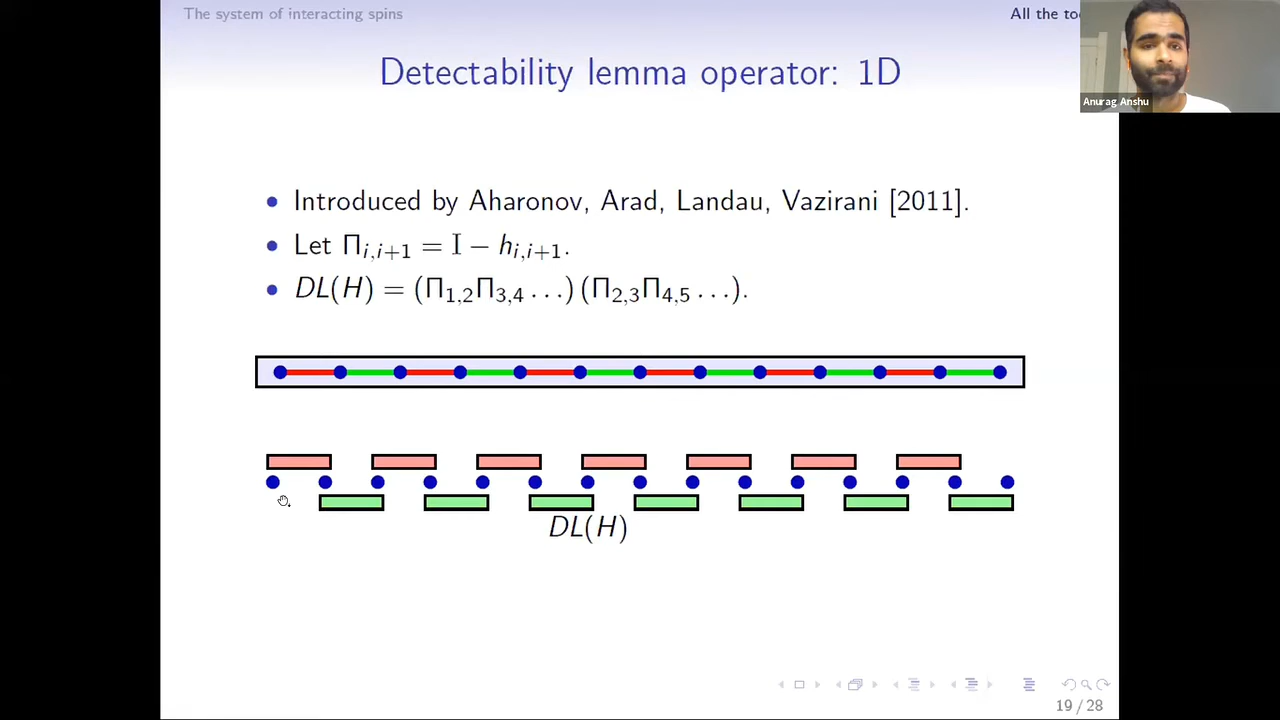 The system of interacting spins
All the to
Detectability lemma operator: 1D
Anurag Anshu
• Introduced by Aharonov, Arad, Landau, Vazirani [2011].
• Let Π_{i,i+1} = I − h_{i,i+1}.
• DL(H) = (Π_{1,2}Π_{3,4} …) (Π_{2,3}Π_{4,5} …).
DL(H)
19 / 28